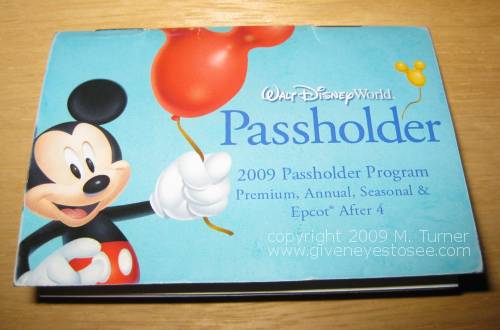 Walt Disney World.
Passholder
2009 Passholder Program
Premium, Annual, Seasonal &
Epcot® After 4
copyright 2009 M. Turner
www.giveneyestosee.com